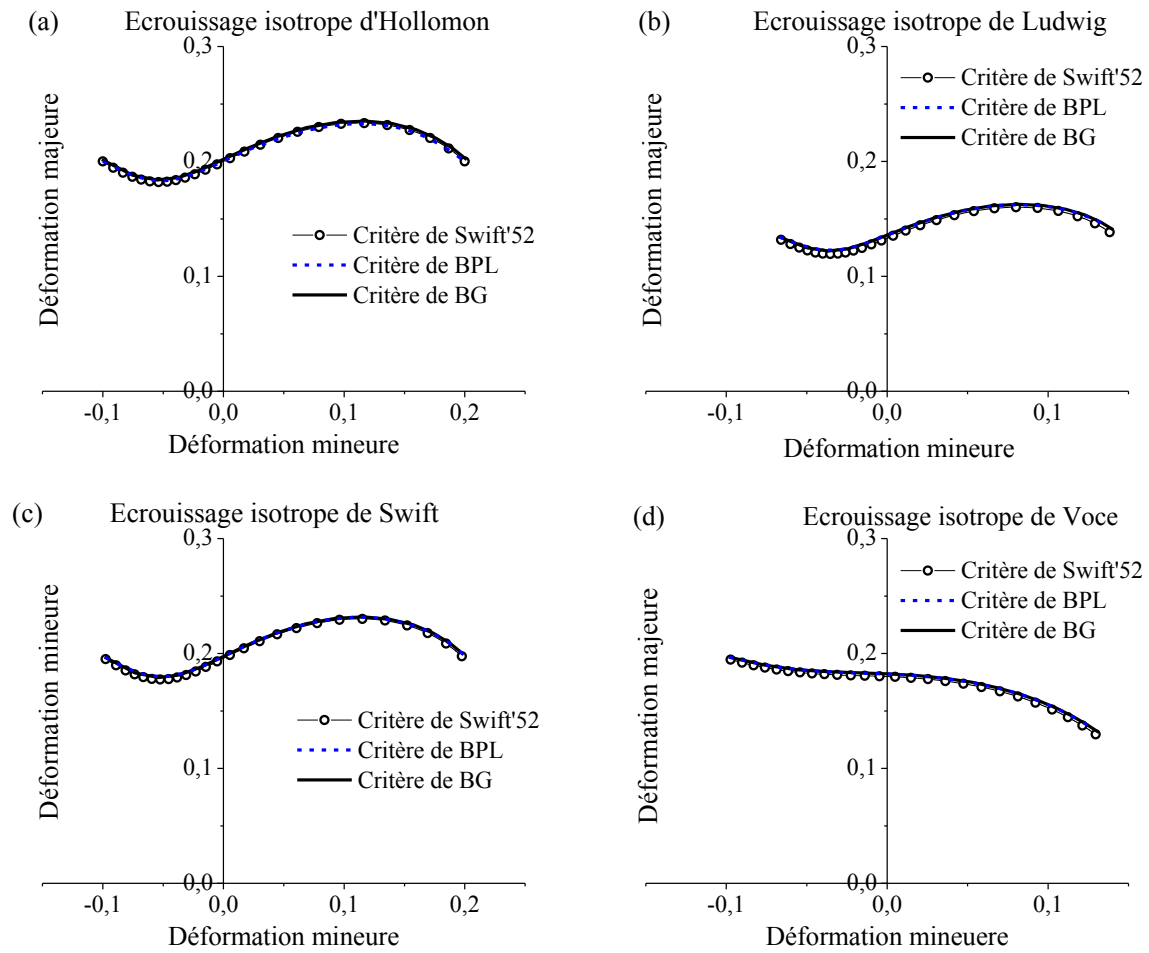 (a) Ecrouissage isotrope d'Hollomon
0,3
0,2
0,1
0,0
Déformation majeure
Critère de Swift'52
Critère de BPL
Critère de BG
-0,1 0,0 0,1 0,2
Déformation mineure
(b) Ecrouissage isotrope de Ludwig
0,3
0,2
0,1
0,0
Déformation majeure
Critère de Swift'52
Critère de BPL
Critère de BG
-0,1 0,0 0,1
Déformation mineure
(c) Ecrouissage isotrope de Swift
0,3
0,2
0,1
0,0
Déformation mineure
Critère de Swift'52
Critère de BPL
Critère de BG
-0,1 0,0 0,1 0,2
Déformation mineure
(d) Ecrouissage isotrope de Voce
0,3
0,2
0,1
0,0
Déformation majeure
Critère de Swift'52
Critère de BPL
Critère de BG
-0,1 0,0 0,1
Déformation mineuere